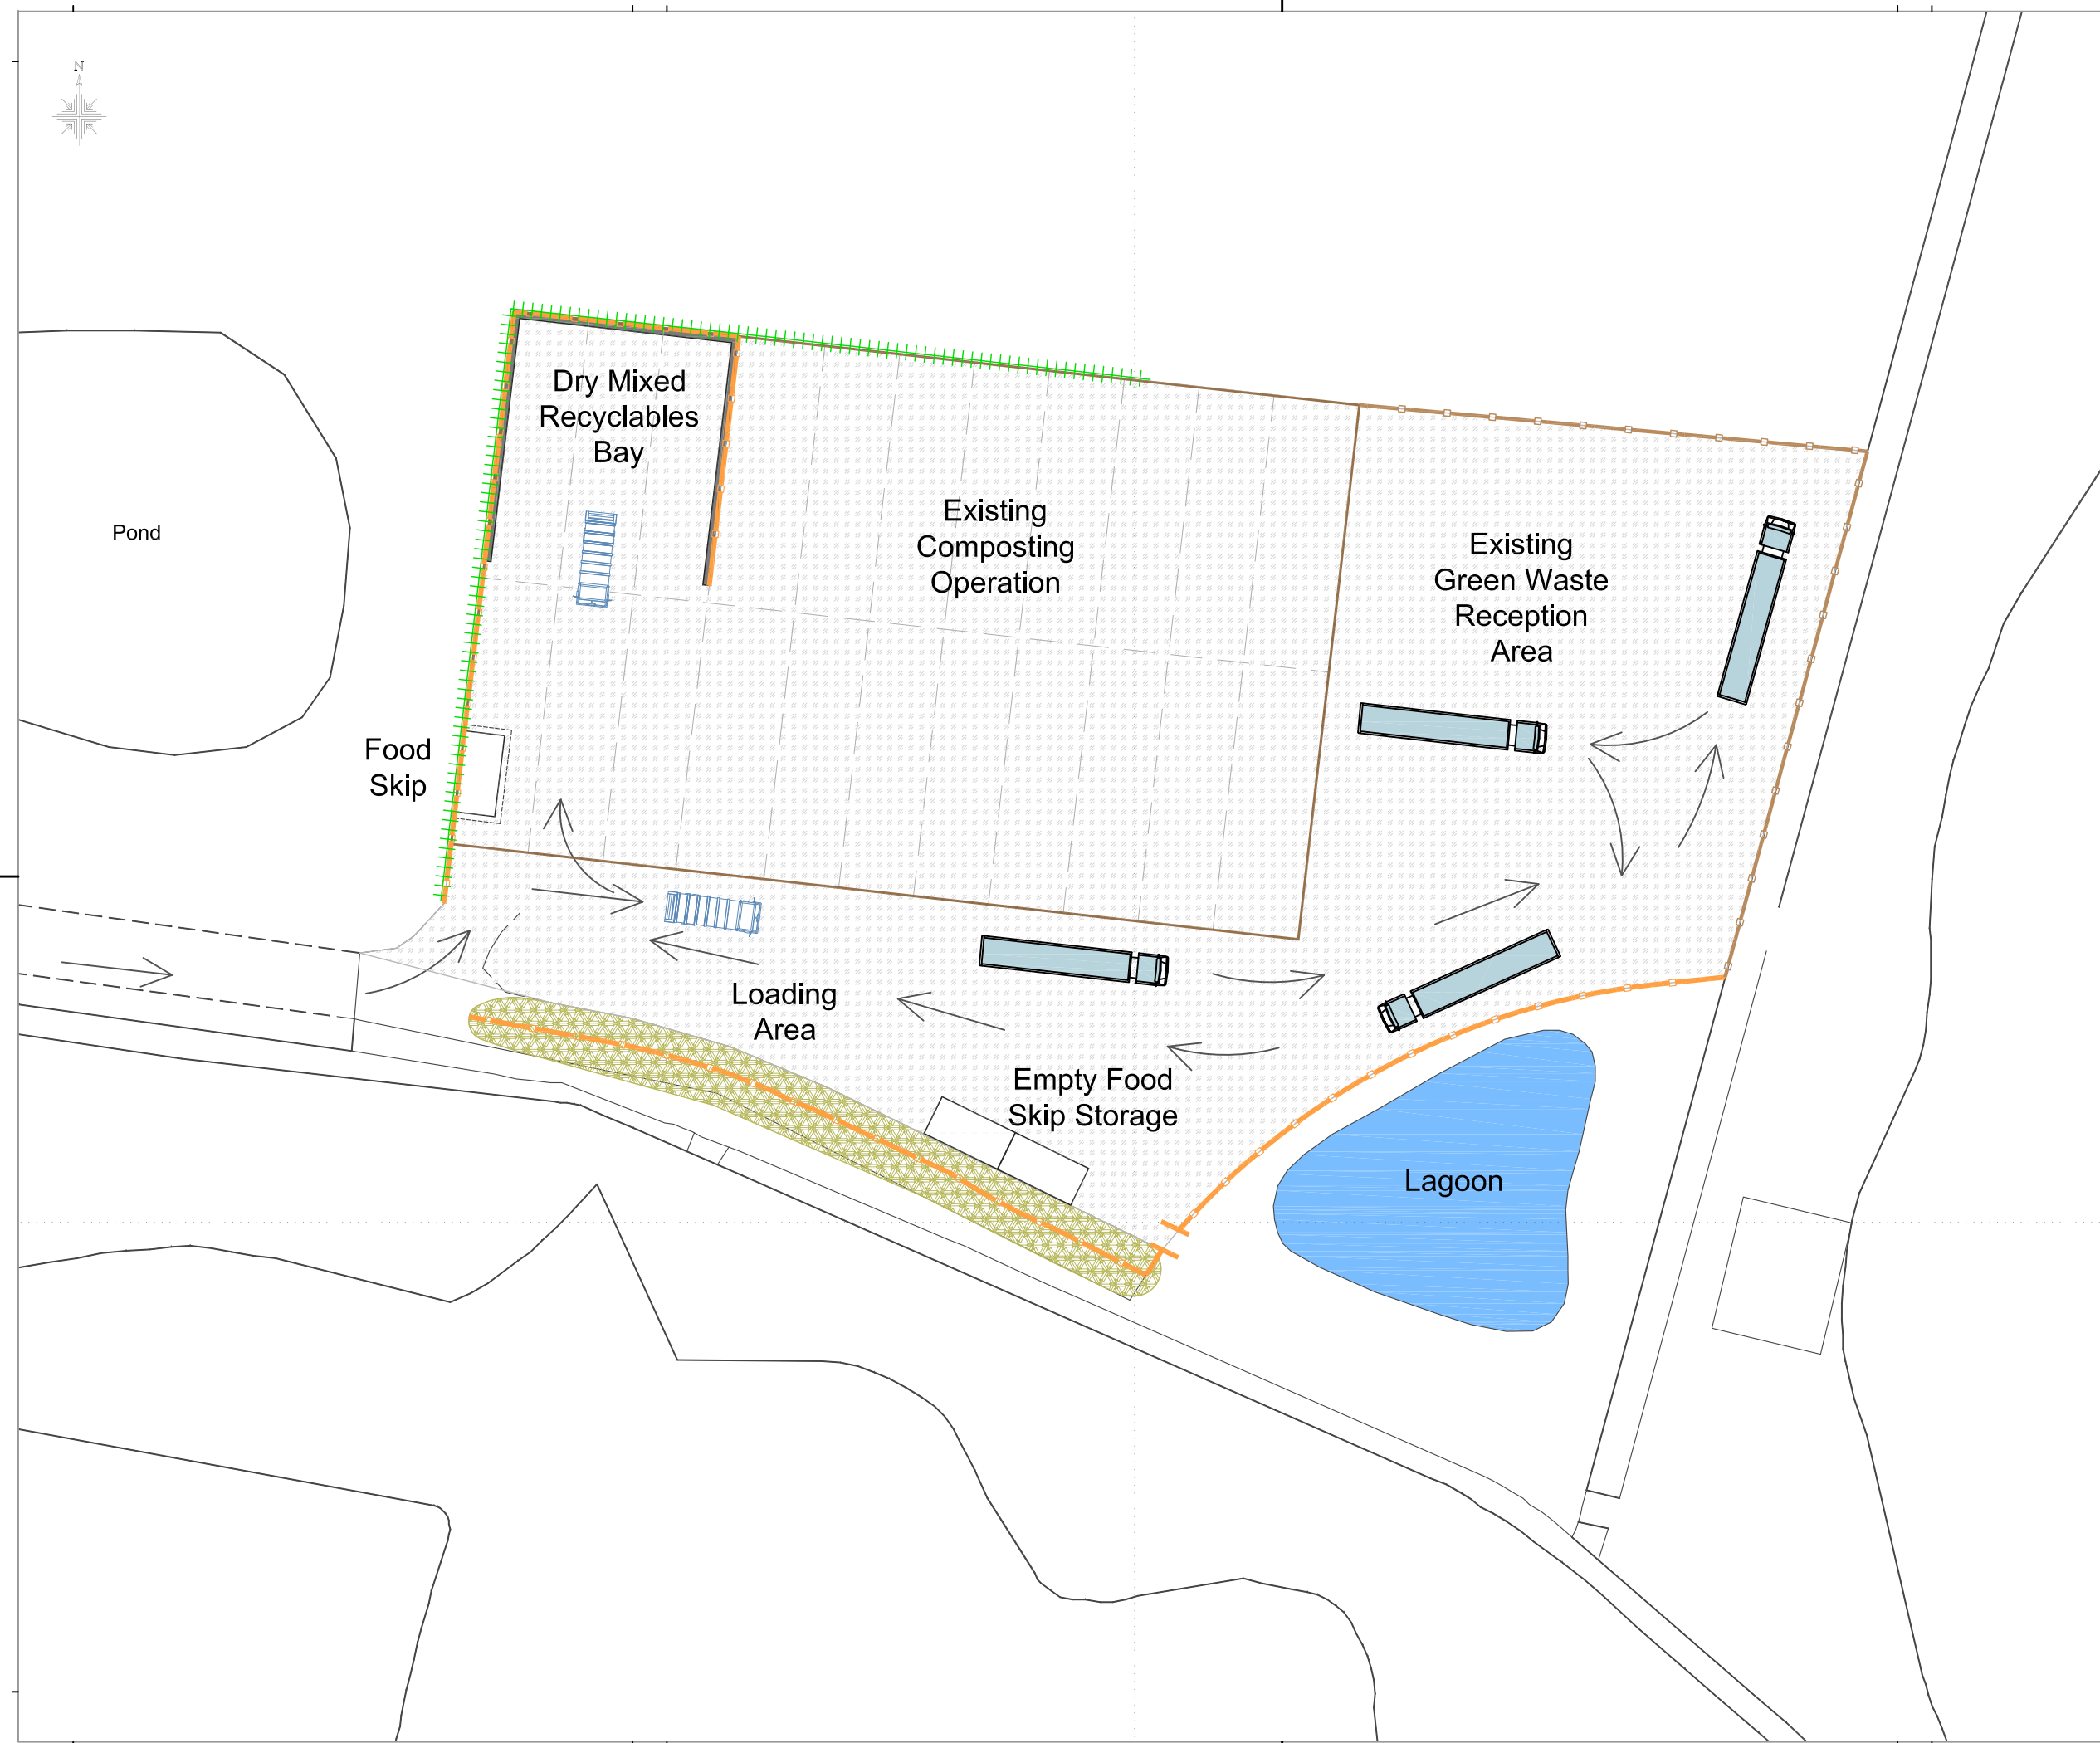 N
Dry Mixed
Recyclables
Bay
Existing
Composting
Operation
Existing
Green Waste
Reception
Area
Pond
Food
Skip
Loading
Area
Empty Food
Skip Storage
Lagoon